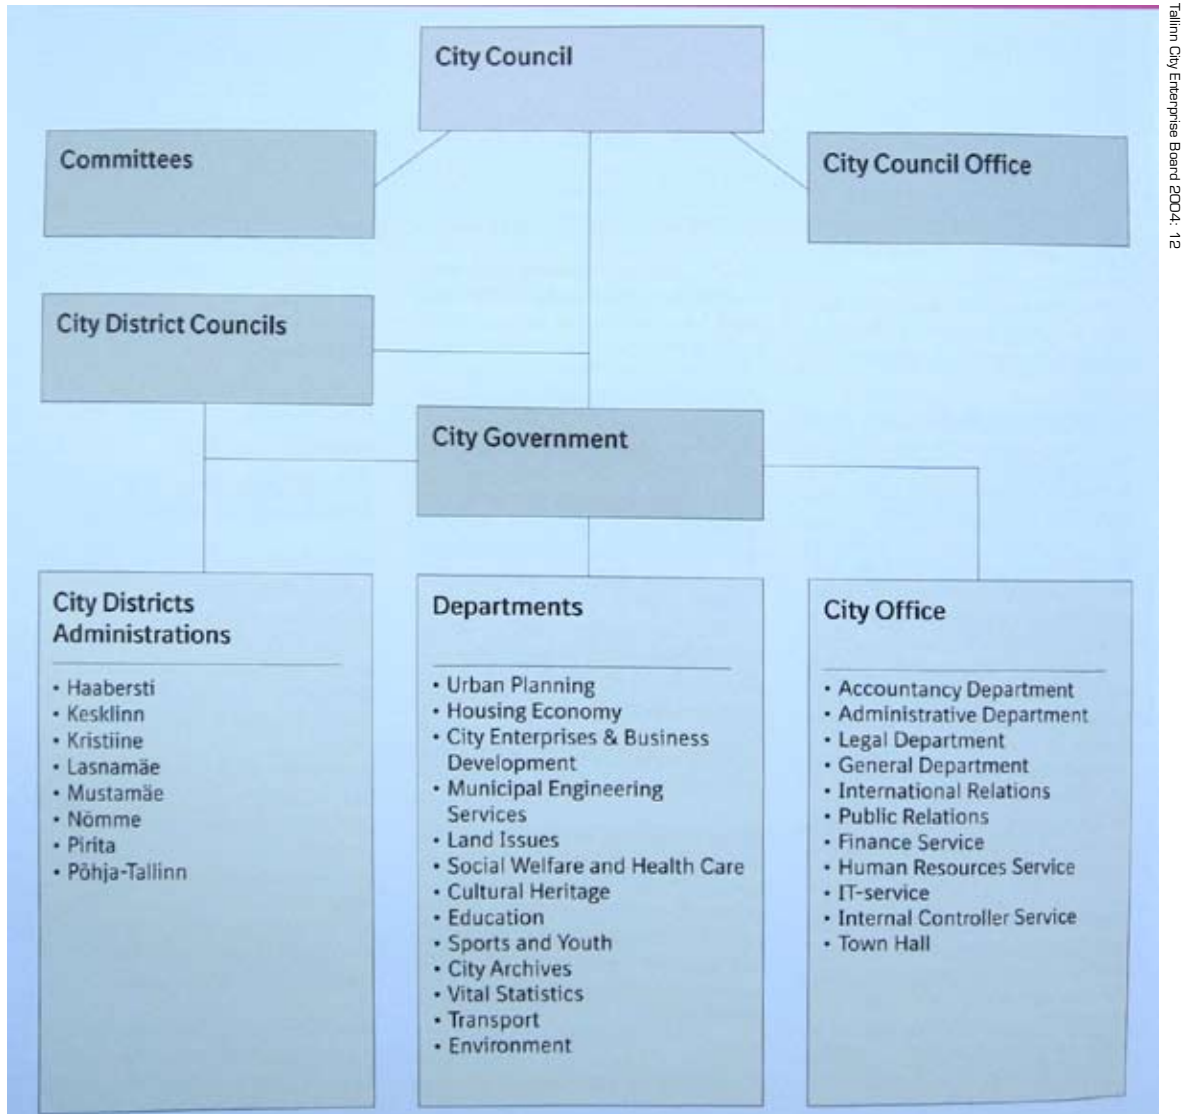 City Council
Committees
City Council Office
City District Councils
City Government
City Districts
Administrations
• Haabersti
• Kesklinn
• Kristiine
• Lasnamäe
• Mustamäe
• Nömme
• Pirita
• Pöhja-Tallinn
Departments
• Urban Planning
• Housing Economy
• City Enterprises & Business
Development
• Municipal Engineering
Services
• Land Issues
• Social Welfare and Health Care
• Cultural Heritage
• Education
• Sports and Youth
• City Archives
• Vital Statistics
• Transport
• Environment
City Office
• Accountancy Department
• Administrative Department
• Legal Department
• General Department
• International Relations
• Public Relations
• Finance Service
• Human Resources Service
• IT-service
• Internal Controller Service
• Town Hall
Tallinn City Enterprise Board 2004: 12